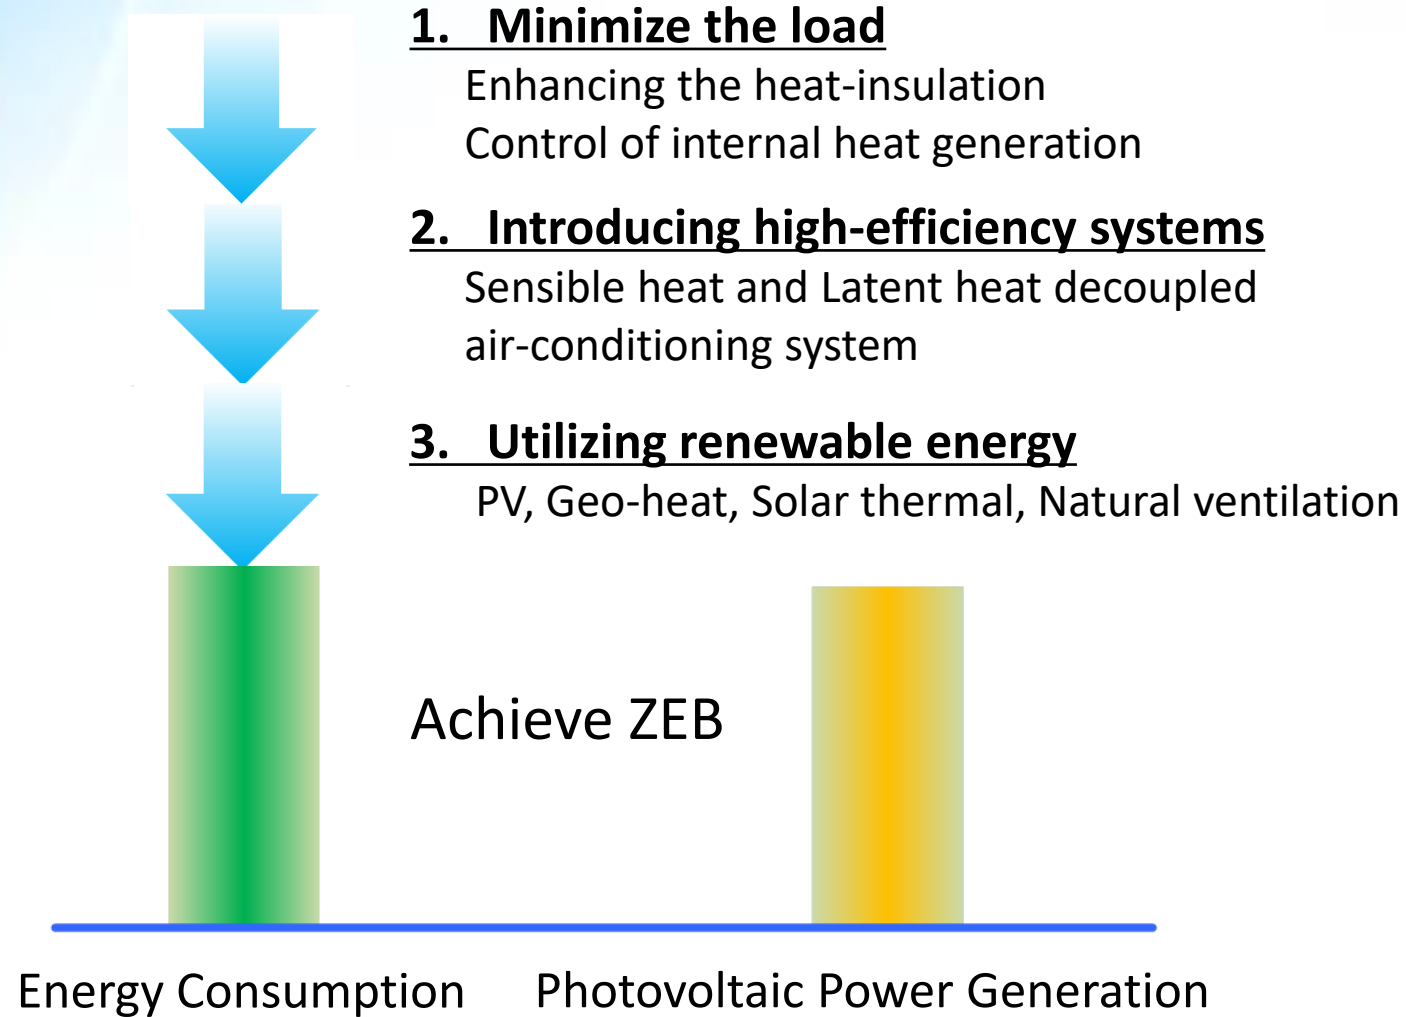 1. Minimize the load
Enhancing the heat-insulation
Control of internal heat generation
2. Introducing high-efficiency systems
Sensible heat and Latent heat decoupled
air-conditioning system
3. Utilizing renewable energy
PV, Geo-heat, Solar thermal, Natural ventilation
Achieve ZEB
Energy Consumption
Photovoltaic Power Generation